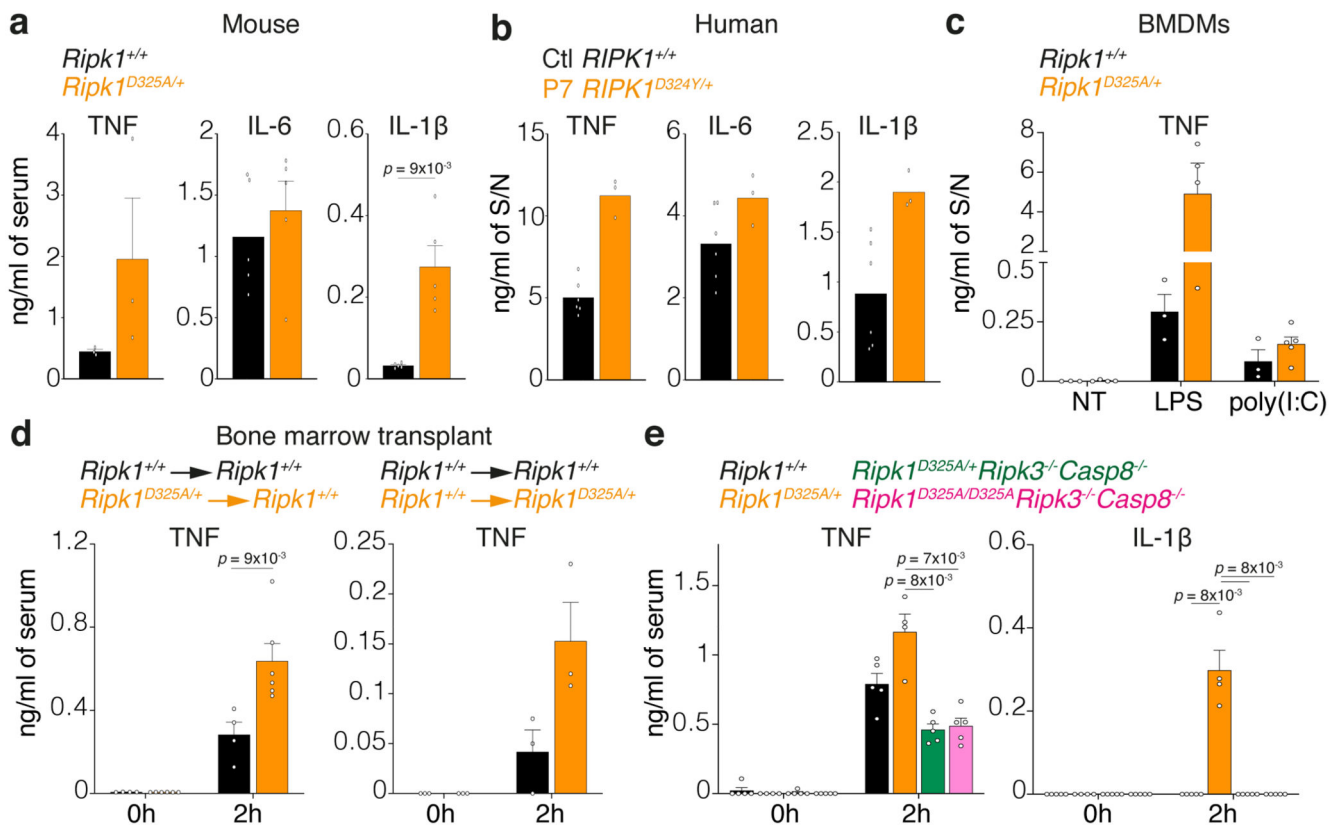 a Mouse
Ripk1+/+
Ripk1D325A/+
TNF IL-6 IL-1β
ng/ml of serum
4 3 2 1 0
2 1.5 1 0.5 0
0.6 0.4 0.2 0
p = 9x10-3
b Human
Ctl RIPK1+/+
P7 RIPK1D324Y/+
TNF IL-6 IL-1β
ng/ml of S/N
15 10 5 0
6 4 2 0
2.5 2 1.5 1 0.5 0
c BMDMs
Ripk1+/+
Ripk1D325A/+
TNF
ng/ml of S/N
8 6 4 2
0.5 0.25 0
NT LPS poly(I:C)
d Bone marrow transplant
Ripk1+/+ → Ripk1+/+
Ripk1D325A/+ → Ripk1+/+
Ripk1+/+ → Ripk1+/+
Ripk1+/+ → Ripk1D325A/+
TNF TNF
ng/ml of serum
1.2 0.8 0.4 0
p = 9x10-3
0h 2h
0.25 0.2 0.15 0.1 0.05 0
0h 2h
e
Ripk1+/+ Ripk1D325A/+Ripk3-/-Casp8-/-
Ripk1D325A/+ Ripk1D325A/D325ARipk3-/-Casp8-/-
TNF IL-1β
ng/ml of serum
1.5 1 0.5 0
p = 7x10-3
p = 8x10-3
0h 2h
0.6 0.4 0.2 0
p = 8x10-3
p = 8x10-3
0h 2h